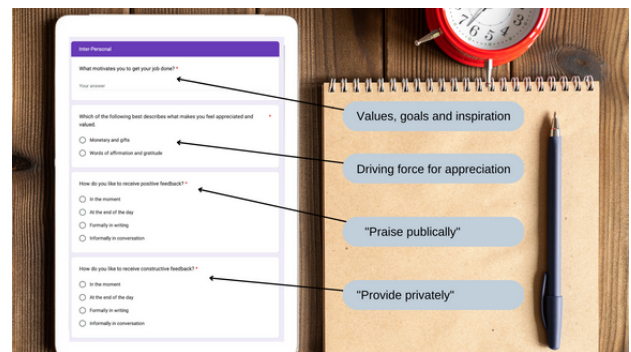 Inter-Personal
What motivates you to get your job done? *
Your answer
Which of the following best describes what makes you feel appreciated and *
valued.
Monetary and gifts
Words of affirmation and gratitude
How do you like to receive positive feedback? *
In the moment
At the end of the day
Formally in writing
Informally in conversation
How do you like to receive constructive feedback? *
In the moment
At the end of the day
Formally in writing
Informally in conversation
Values, goals and inspiration
Driving force for appreciation
"Praise publically"
"Provide privately"
7 6 5 4